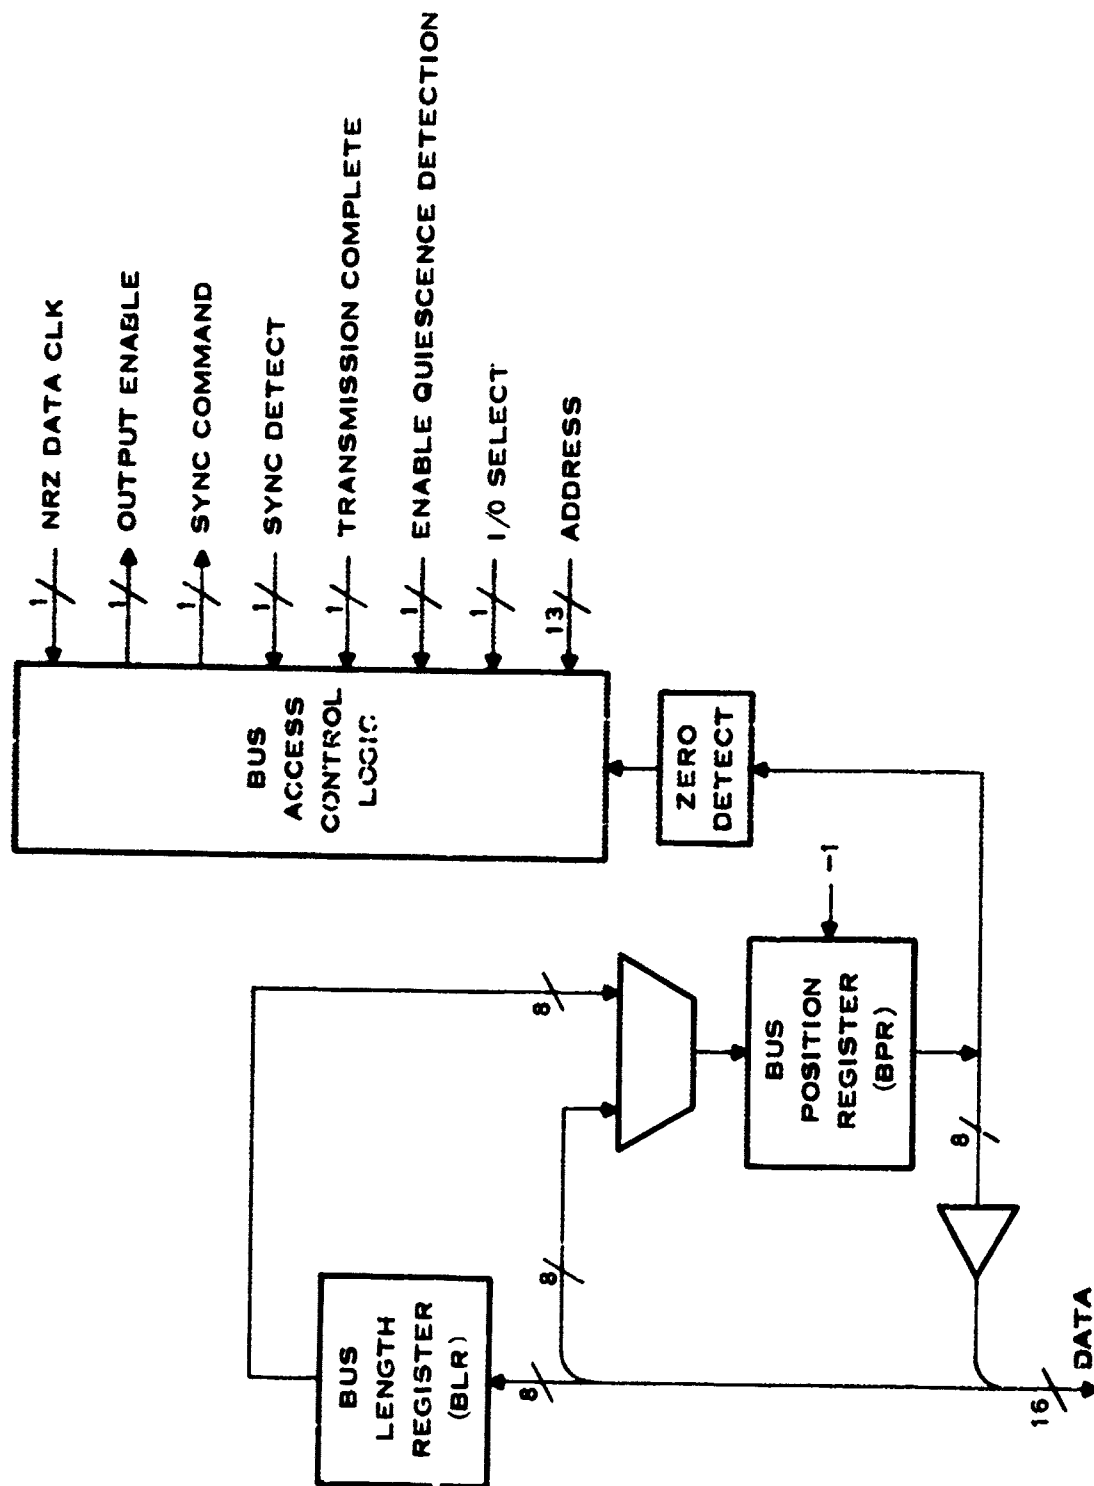 NRZ DATA CLK
1
OUTPUT ENABLE
1
SYNC COMMAND
1
SYNC DETECT
1
TRANSMISSION COMPLETE
1
ENABLE QUIESCENCE DETECTION
1
I/O SELECT
1
ADDRESS
13
BUS
ACCESS
CONTROL
LOGIC
ZERO
DETECT
-1
8
8
BUS
POSITION
REGISTER
(BPR)
8
BUS
LENGTH
REGISTER
(BLR)
8
16
DATA